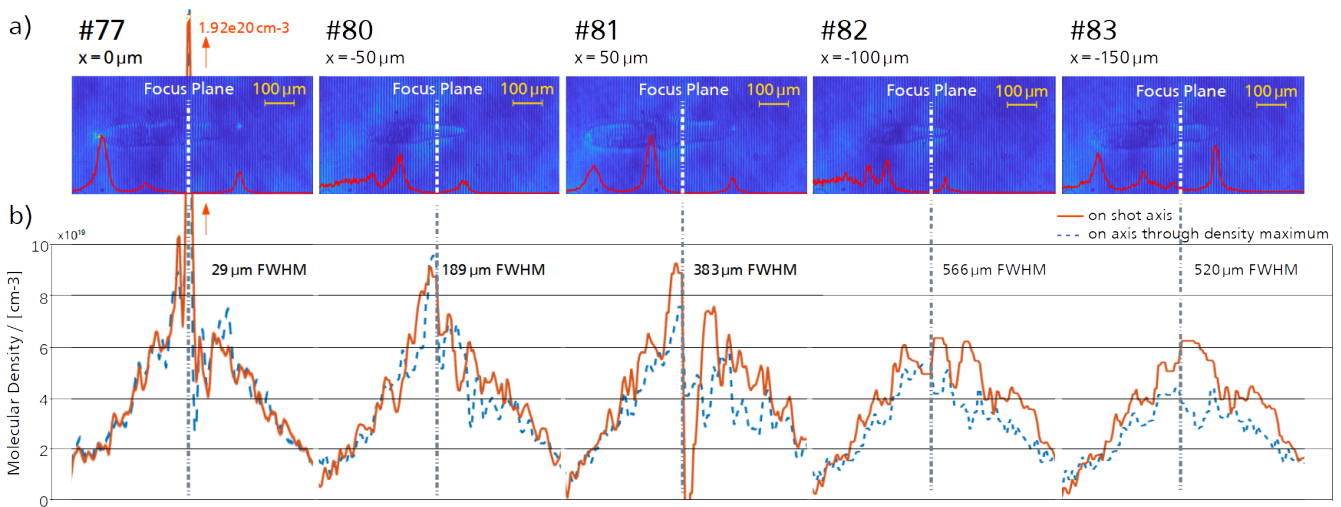 a)
#77
x = 0 µm
1.92e20 cm-3
#80
x = -50 µm
#81
x = 50 µm
#82
x = -100 µm
#83
x = -150 µm
Focus Plane
100 µm
Focus Plane
100 µm
Focus Plane
100 µm
Focus Plane
100 µm
Focus Plane
100 µm
b)
on shot axis
on axis through density maximum
x10¹⁹
Molecular Density / [cm-3]
10
8
6
4
2
0
29 µm FWHM
189 µm FWHM
383 µm FWHM
566 µm FWHM
520 µm FWHM